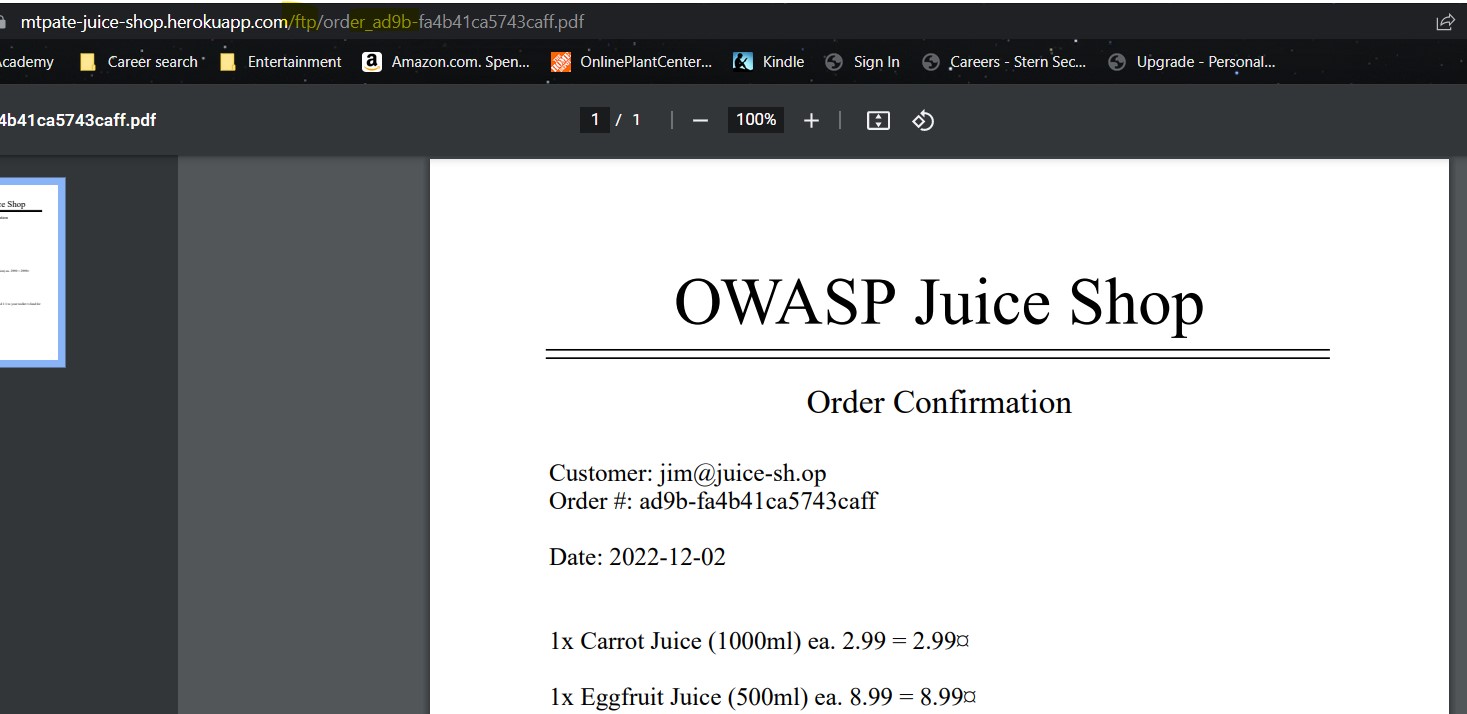 mtpate-juice-shop.herokuapp.com/ftp/order_ad9b-fa4b41ca5743caff.pdf
cademy Career search Entertainment a Amazon.com. Spen... OnlinePlantCenter... Kindle Sign In Careers - Stern Sec... Upgrade - Personal...
4b41ca5743caff.pdf 1 / 1 | — 100% + |
ce Shop
OWASP Juice Shop
Order Confirmation
Customer: jim@juice-sh.op
Order #: ad9b-fa4b41ca5743caff
Date: 2022-12-02
1x Carrot Juice (1000ml) ea. 2.99 = 2.99¤
1x Eggfruit Juice (500ml) ea. 8.99 = 8.99¤